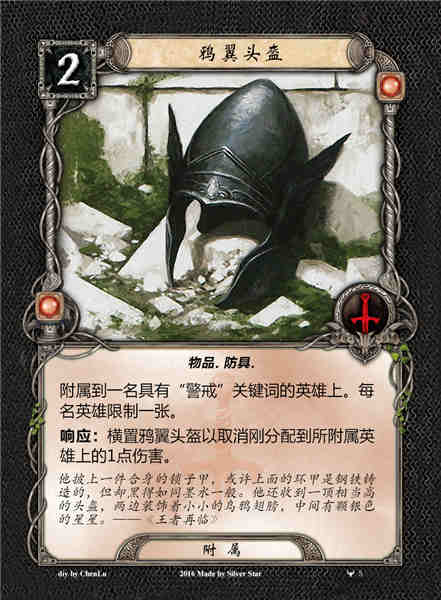 鸦翼头盔
2
物品. 防具.
附属到一名具有“警戒”关键词的英雄上。每
名英雄限制一张。
响应：横置鸦翼头盔以取消刚分配到所附属英
雄上的1点伤害。
他披上一件合身的锁子甲，或许上面的环甲是钢铁铸
造的，但却黑得如同墨水一般。他还收到一顶相当高
的头盔，两边装饰着小小的乌鸦翅膀，中间有颗银色
的星星。——《王者再临》
附属
diy by ChenLu
2016 Made by Silver Star
5